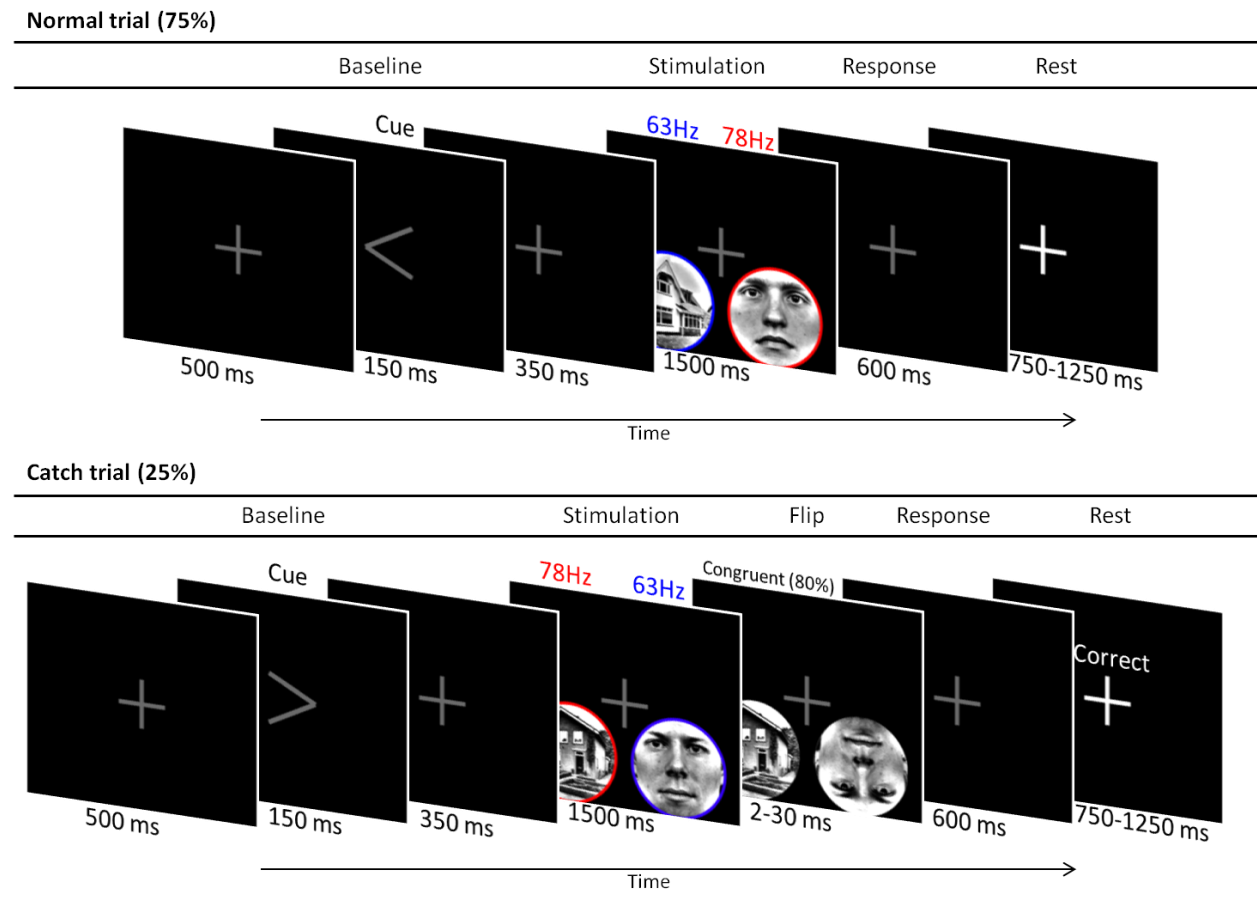 Normal trial (75%)
Baseline Stimulation Response Rest
Cue 63Hz 78Hz
500 ms 150 ms 350 ms 1500 ms 600 ms 750-1250 ms
Time
Catch trial (25%)
Baseline Stimulation Flip Response Rest
Cue 78Hz 63Hz Congruent (80%)
Correct
500 ms 150 ms 350 ms 1500 ms 2-30 ms 600 ms 750-1250 ms
Time